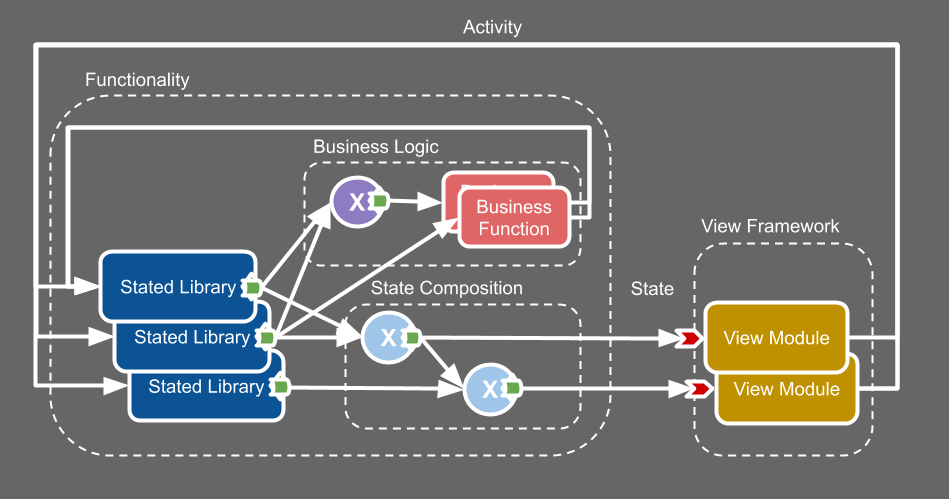 Activity
Functionality
Business Logic
X
Business
Function
View Framework
Stated Library
State Composition
State
Stated Library
X
View Module
Stated Library
X
View Module